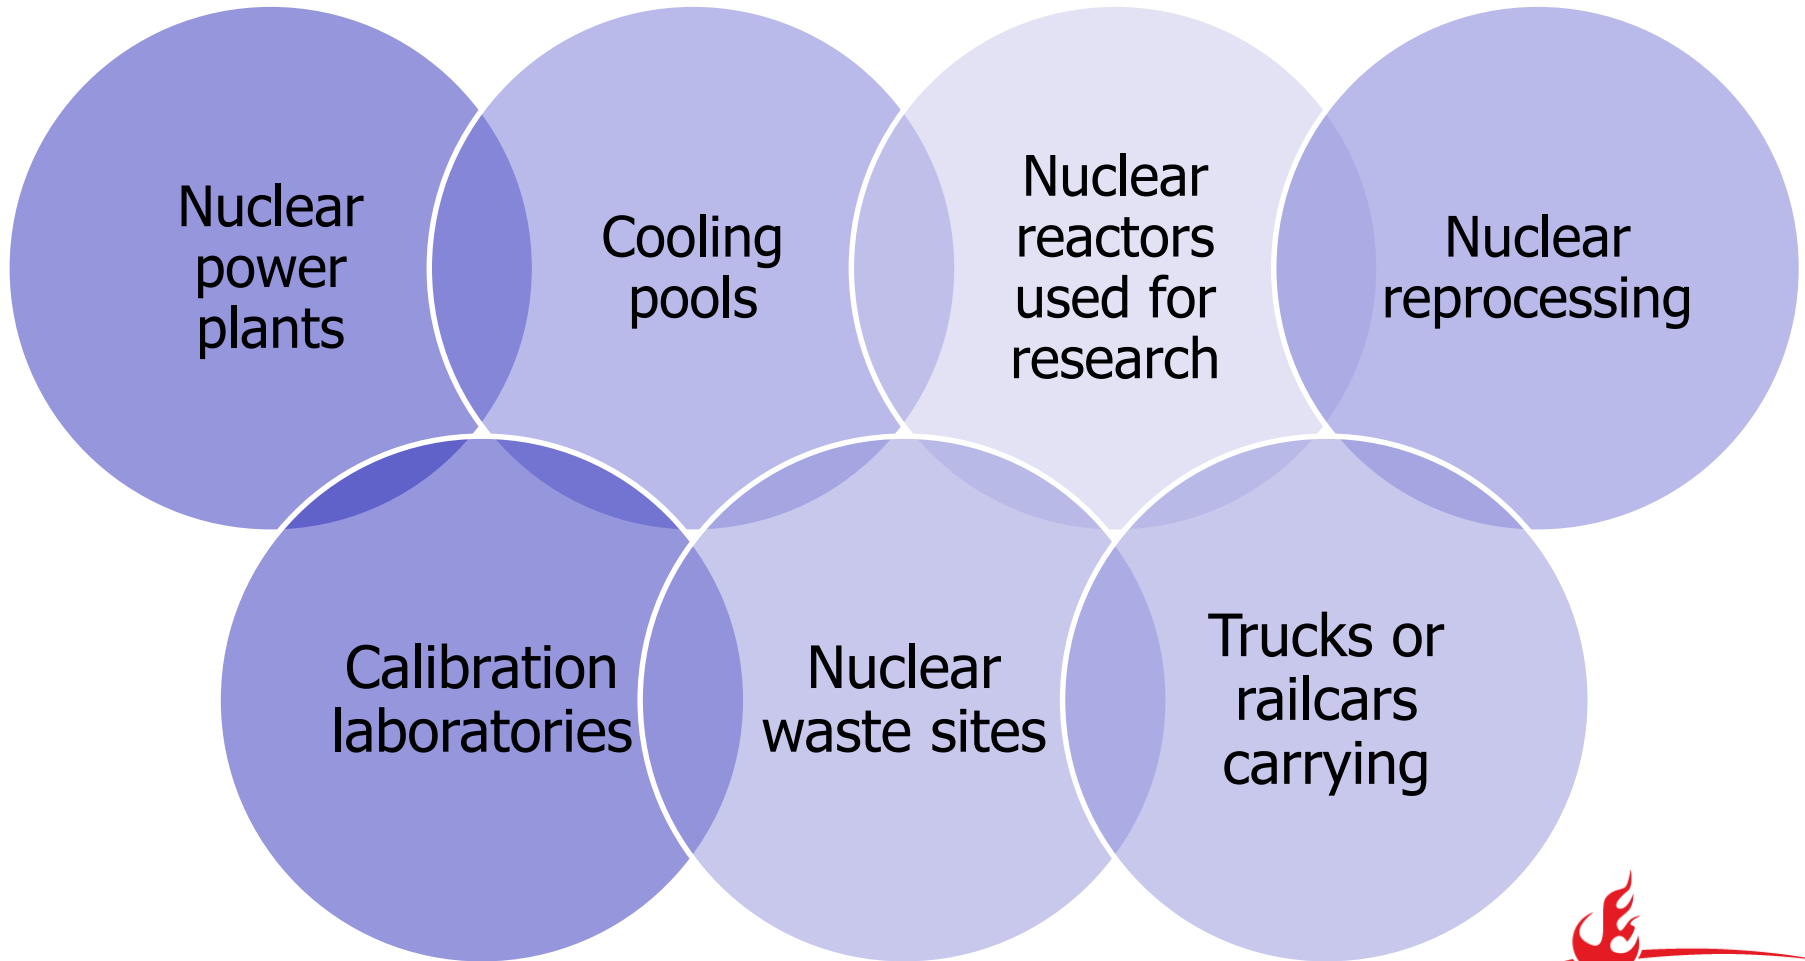 Nuclear
power
plants
Cooling
pools
Nuclear
reactors
used for
research
Nuclear
reprocessing
Calibration
laboratories
Nuclear
waste sites
Trucks or
railcars
carrying